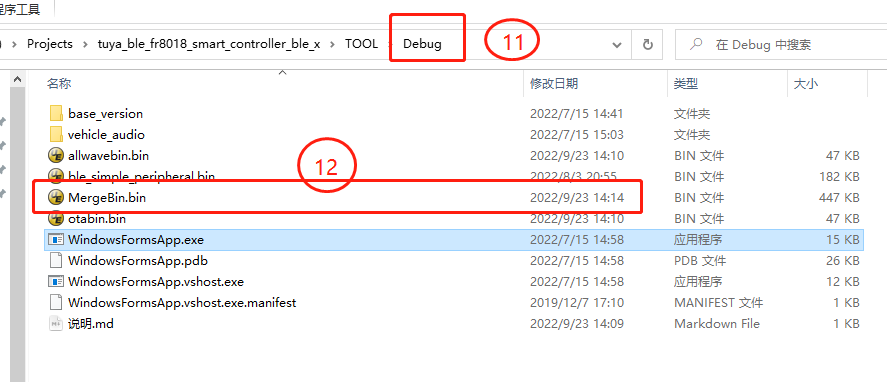 程序工具
Projects › tuya_ble_fr8018_smart_controller_ble_x › TOOL › Debug
11
在 Debug 中搜索
名称 修改日期 类型 大小
base_version 2022/7/15 14:41 文件夹
vehicle_audio 2022/7/15 15:03 文件夹
allwavebin.bin 2022/9/23 14:10 BIN 文件 47 KB
12
ble_simple_peripheral.bin 2022/8/3 20:55 BIN 文件 182 KB
MergeBin.bin 2022/9/23 14:14 BIN 文件 447 KB
otabin.bin 2022/9/23 14:10 BIN 文件 47 KB
WindowsFormsApp.exe 2022/7/15 14:58 应用程序 15 KB
WindowsFormsApp.pdb 2022/7/15 14:58 PDB 文件 26 KB
WindowsFormsApp.vshost.exe 2022/7/15 14:58 应用程序 12 KB
WindowsFormsApp.vshost.exe.manifest 2019/12/7 17:10 MANIFEST 文件 1 KB
说明.md 2022/9/23 14:09 Markdown File 1 KB